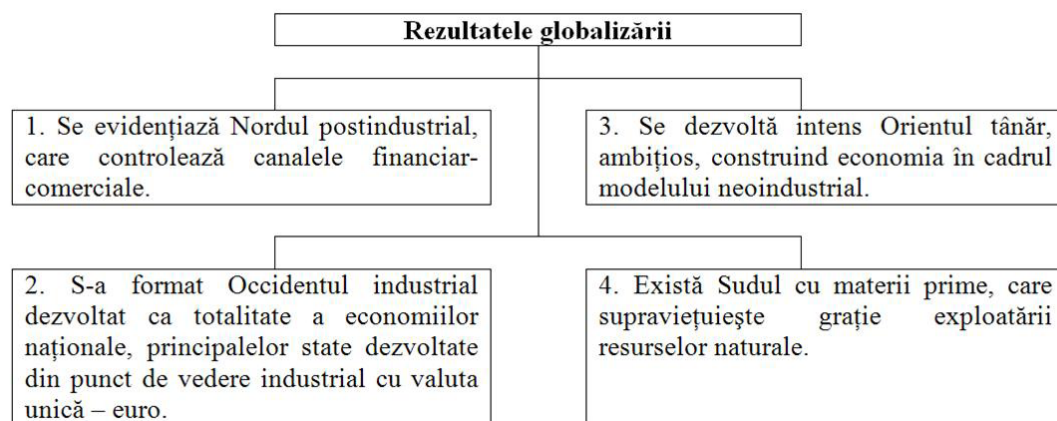 Rezultatele globalizării
1. Se evidențiază Nordul postindustrial,
care controlează canalele financiar-
comerciale.
2. S-a format Occidentul industrial
dezvoltat ca totalitate a economiilor
naționale, principalelor state dezvoltate
din punct de vedere industrial cu valuta
unică – euro.
3. Se dezvoltă intens Orientul tânăr,
ambițios, construind economia în cadrul
modelului neoindustrial.
4. Există Sudul cu materii prime, care
supraviețuieşte grație exploatării
resurselor naturale.